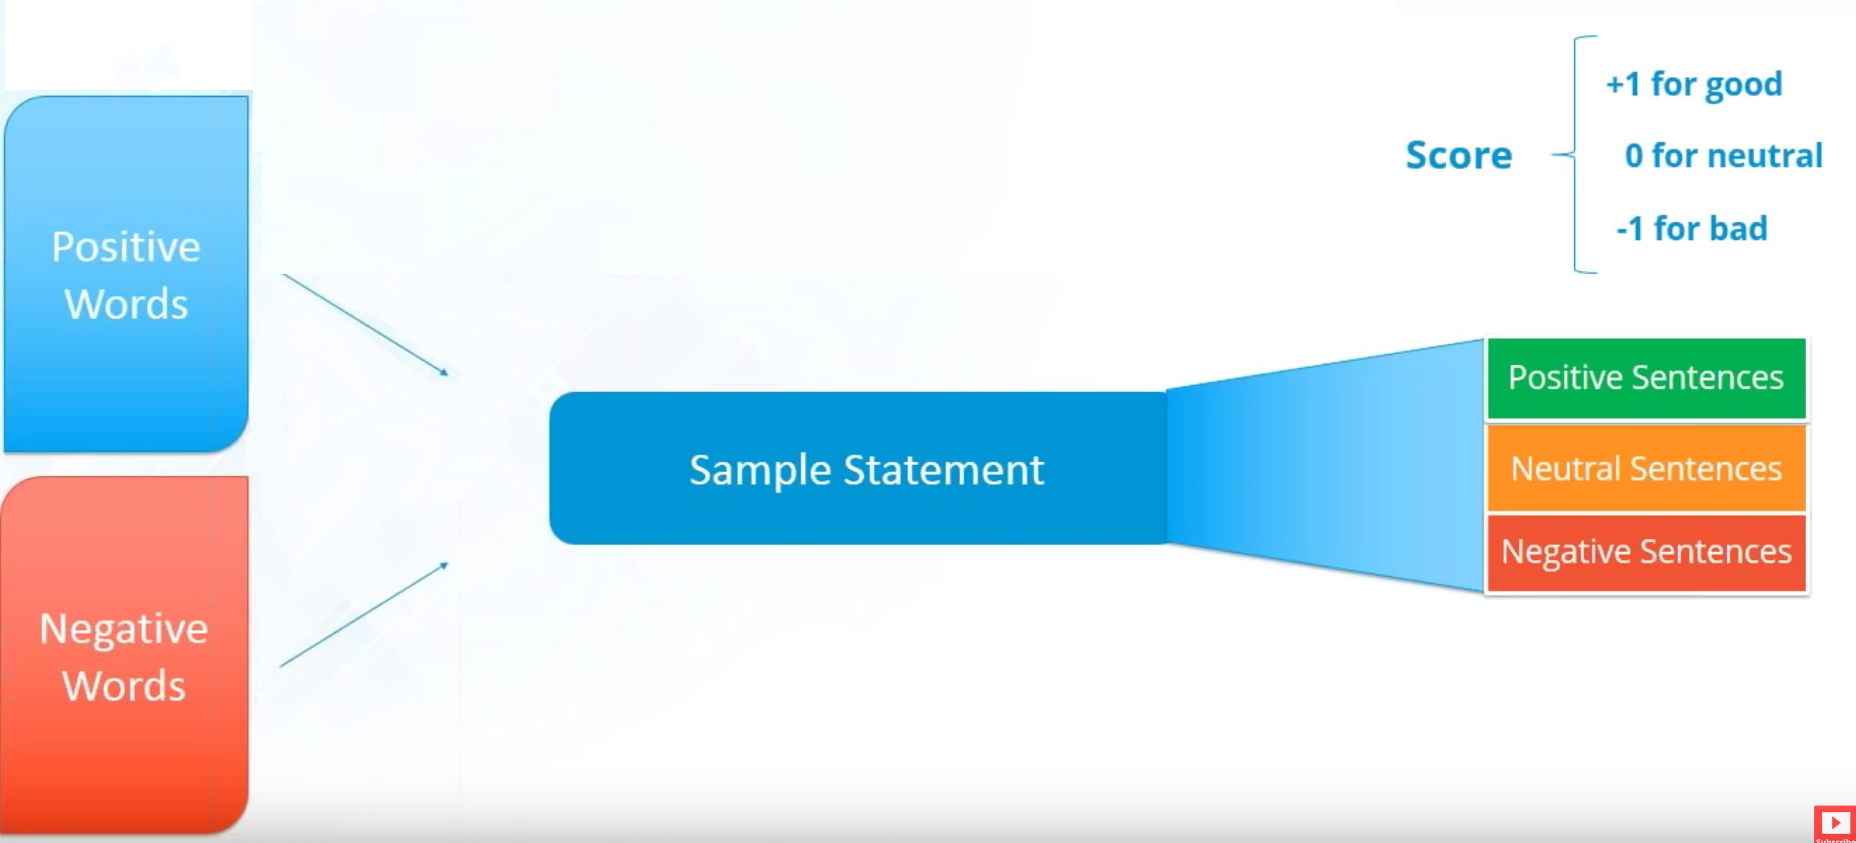 Positive
Words
Negative
Words
Sample Statement
Score
+1 for good
0 for neutral
-1 for bad
Positive Sentences
Neutral Sentences
Negative Sentences
Subscribe